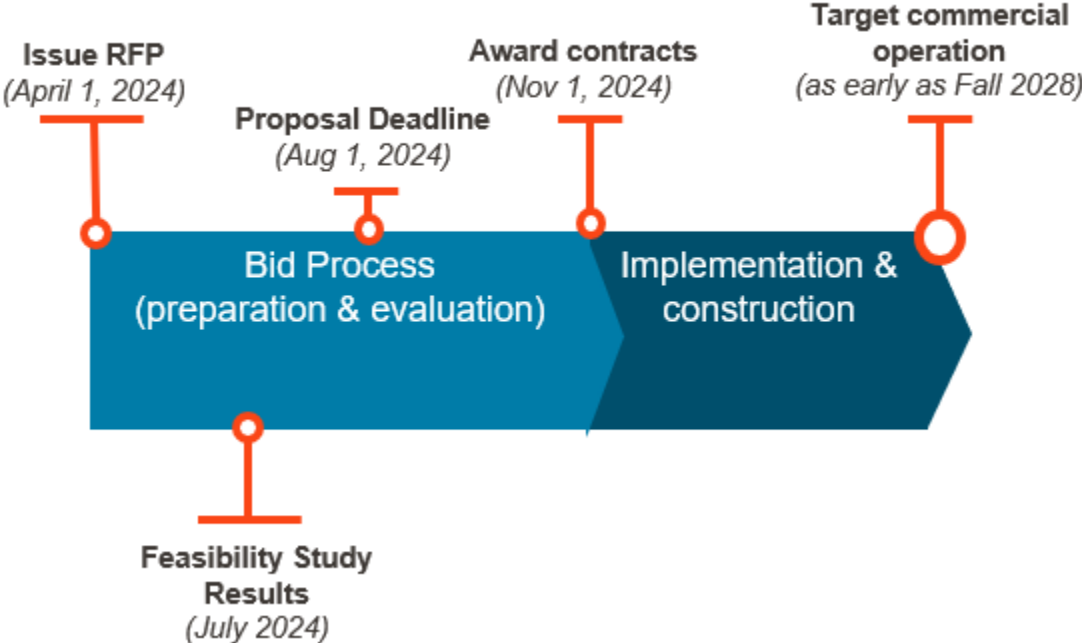 Issue RFP
(April 1, 2024)
Proposal Deadline
(Aug 1, 2024)
Award contracts
(Nov 1, 2024)
Target commercial
operation
(as early as Fall 2028)
Bid Process
(preparation & evaluation)
Implementation &
construction
Feasibility Study
Results
(July 2024)